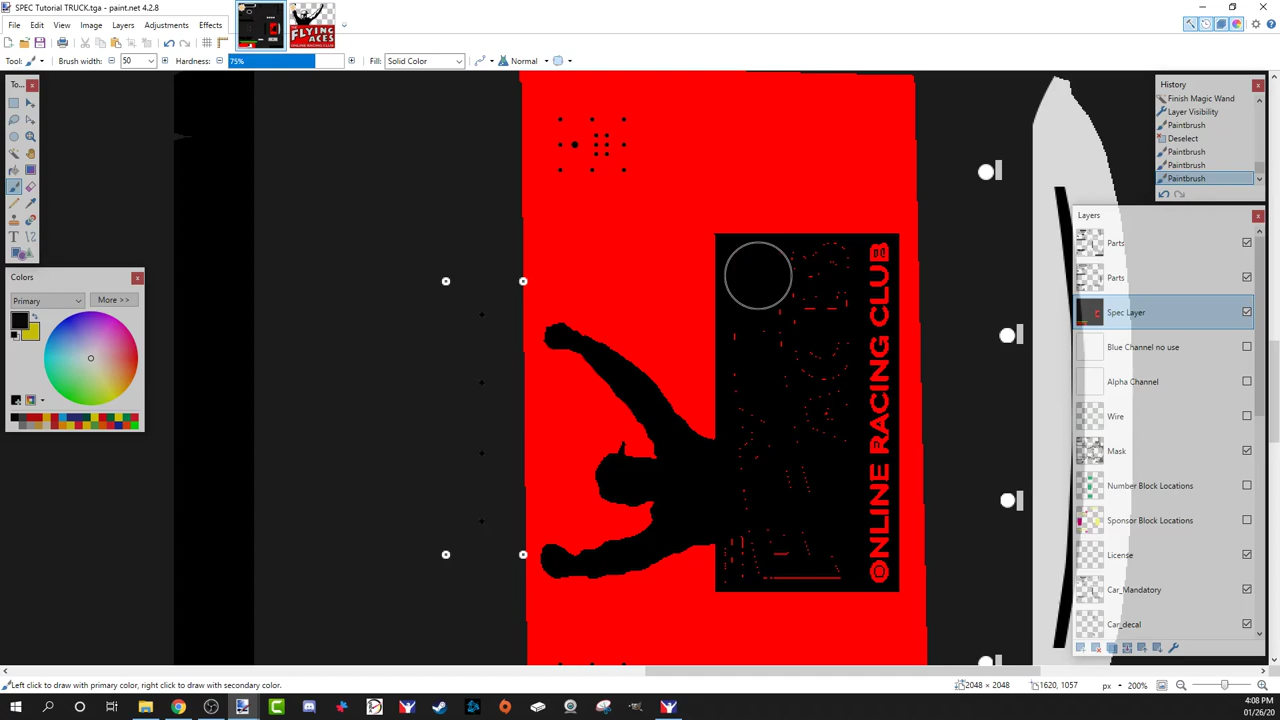 SPEC Tutorial TRUCK.tga - paint.net 4.2.8
File Edit View Image Layers Adjustments Effects
FLYING
ACES
ONLINE RACING CLUB
Tool: Brush width: 50 Hardness: 75% Fill: Solid Color Normal
To...
Colors
Primary
More >>
ONLINE RACING CLUB
History
Finish Magic Wand
Layer Visibility
Paintbrush
Deselect
Paintbrush
Paintbrush
Paintbrush
Layers
Parts
Parts
Spec Layer
Blue Channel no use
Alpha Channel
Wire
Mask
Number Block Locations
Sponsor Block Locations
License
Car_Mandatory
Car_decal
Left click to draw with primary color, right click to draw with secondary color.
2048 × 2048
1620, 1057
px
200%
4:08 PM
01/26/20